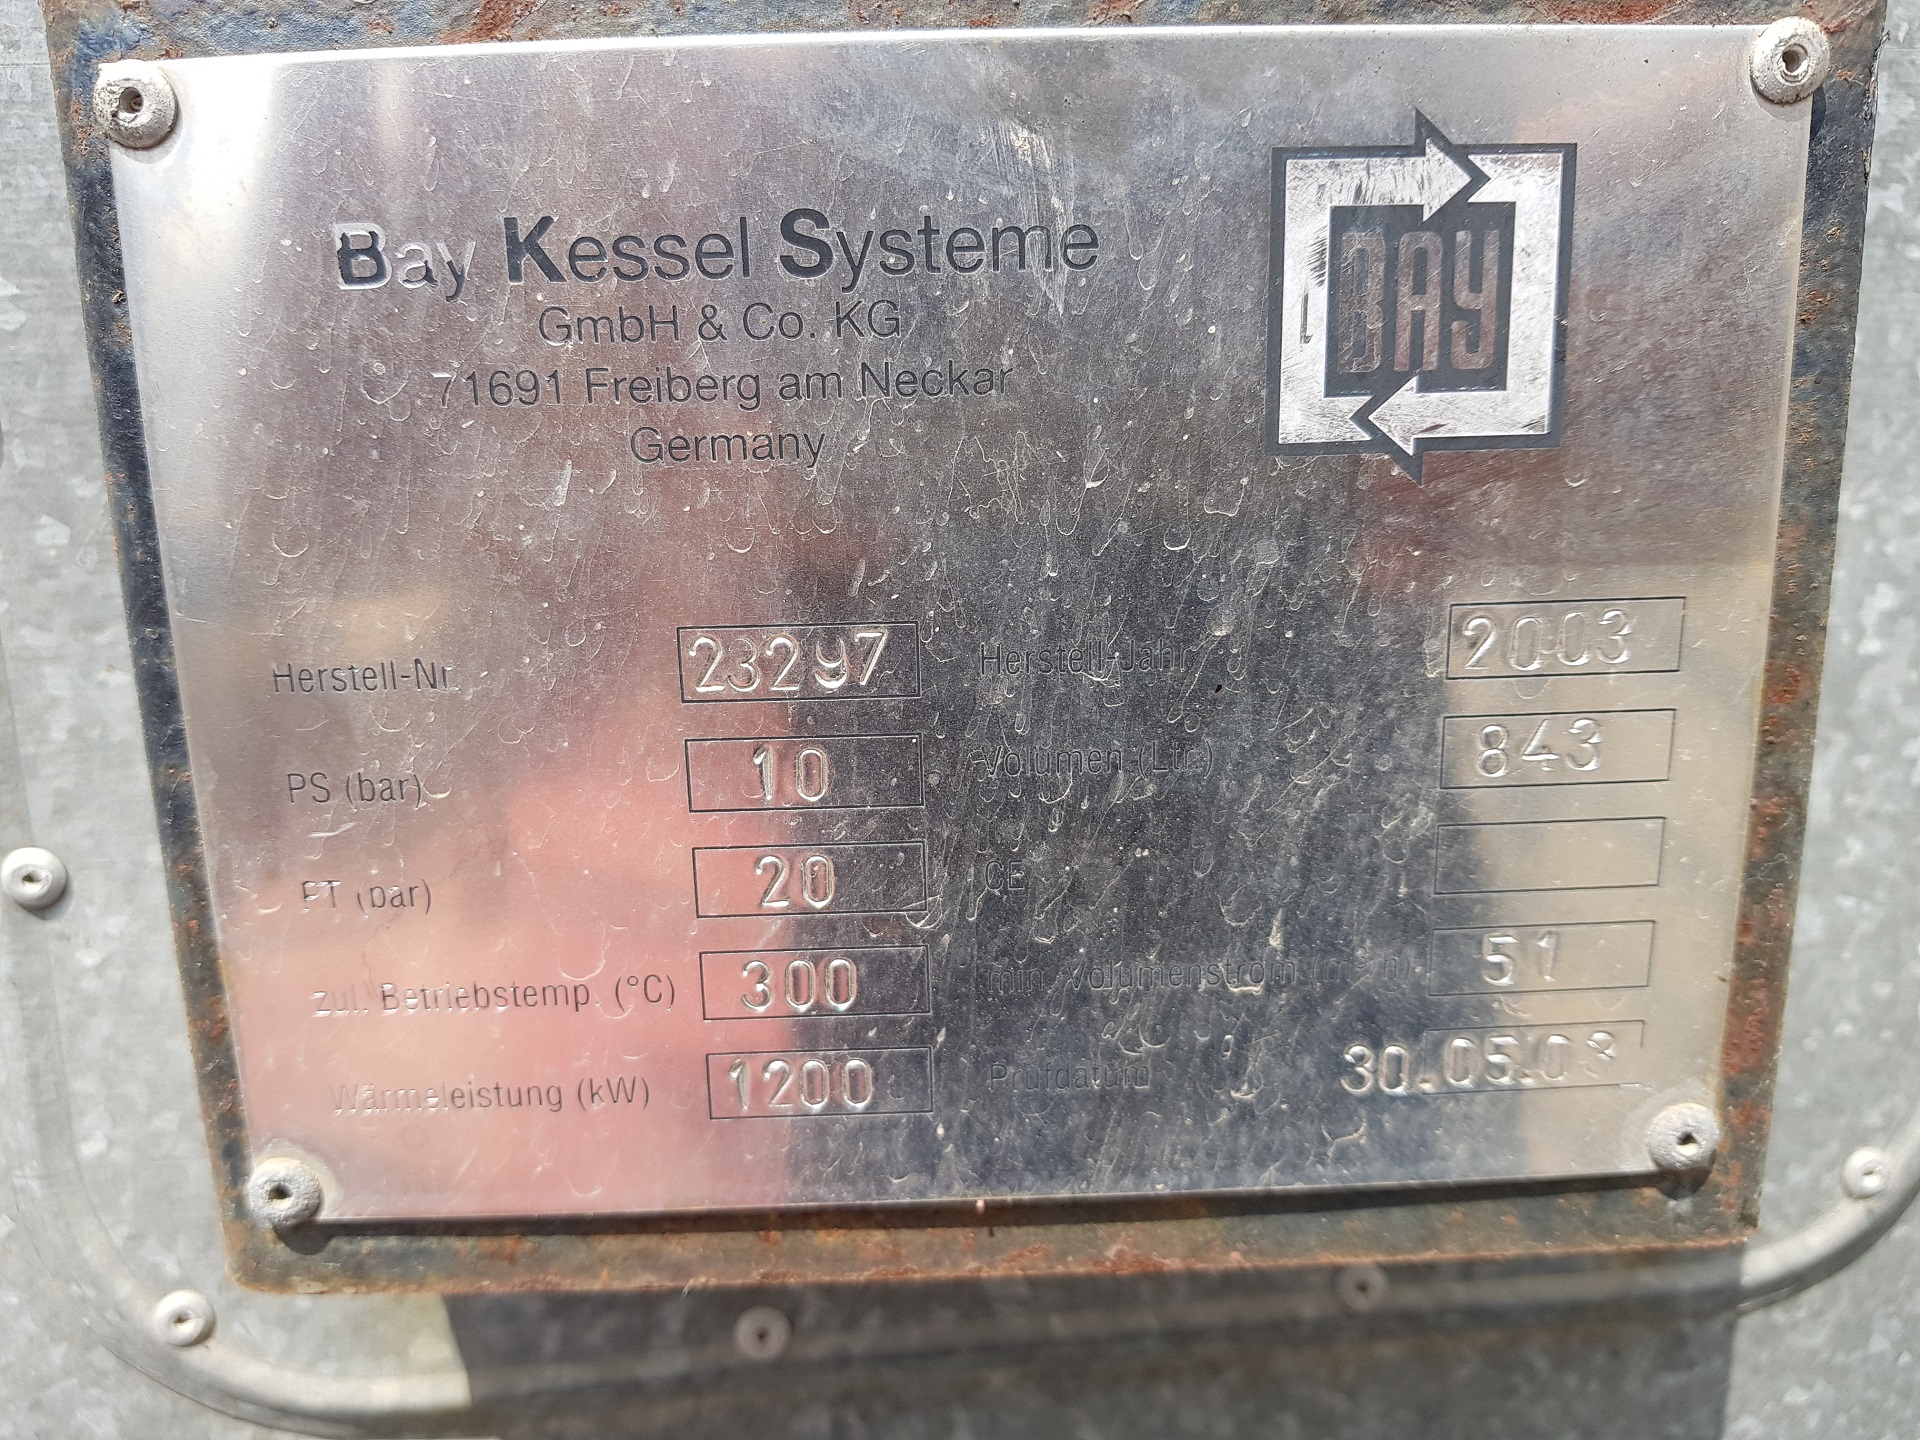 Bay Kessel Systeme
GmbH & Co. KG
71691 Freiberg am Neckar
Germany
BAY
Herstell-Nr. 23297 Herstell-Jahr 2003
PS (bar) 10 Volumen (Ltr.) 843
PT (bar) 20 CE
zul. Betriebstemp. (°C) 300 min. Volumenstrom (m³/h) 51
Wärmeleistung (kW) 1200 Prüfdatum 30.05.03